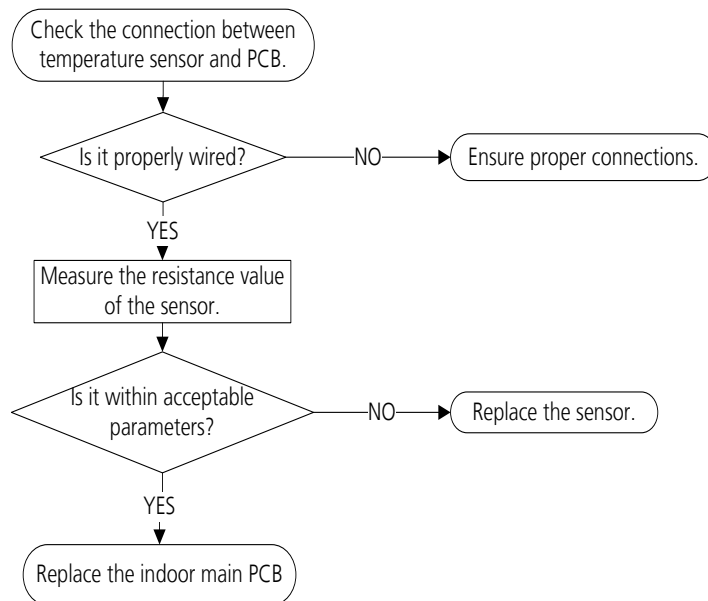 Check the connection between
temperature sensor and PCB.
Is it properly wired?
NO
Ensure proper connections.
YES
Measure the resistance value
of the sensor.
Is it within acceptable
parameters?
NO
Replace the sensor.
YES
Replace the indoor main PCB